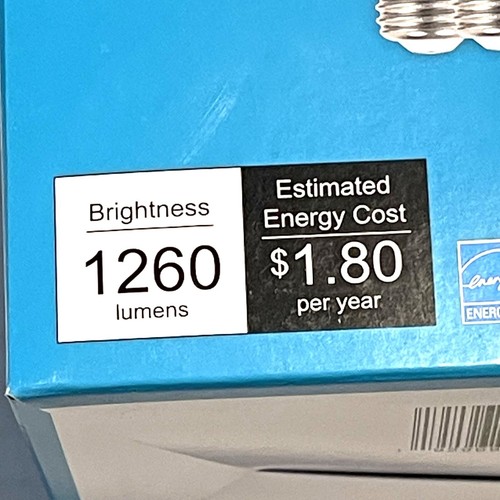 Brightness
1260
lumens
Estimated
Energy Cost
$1.80
per year